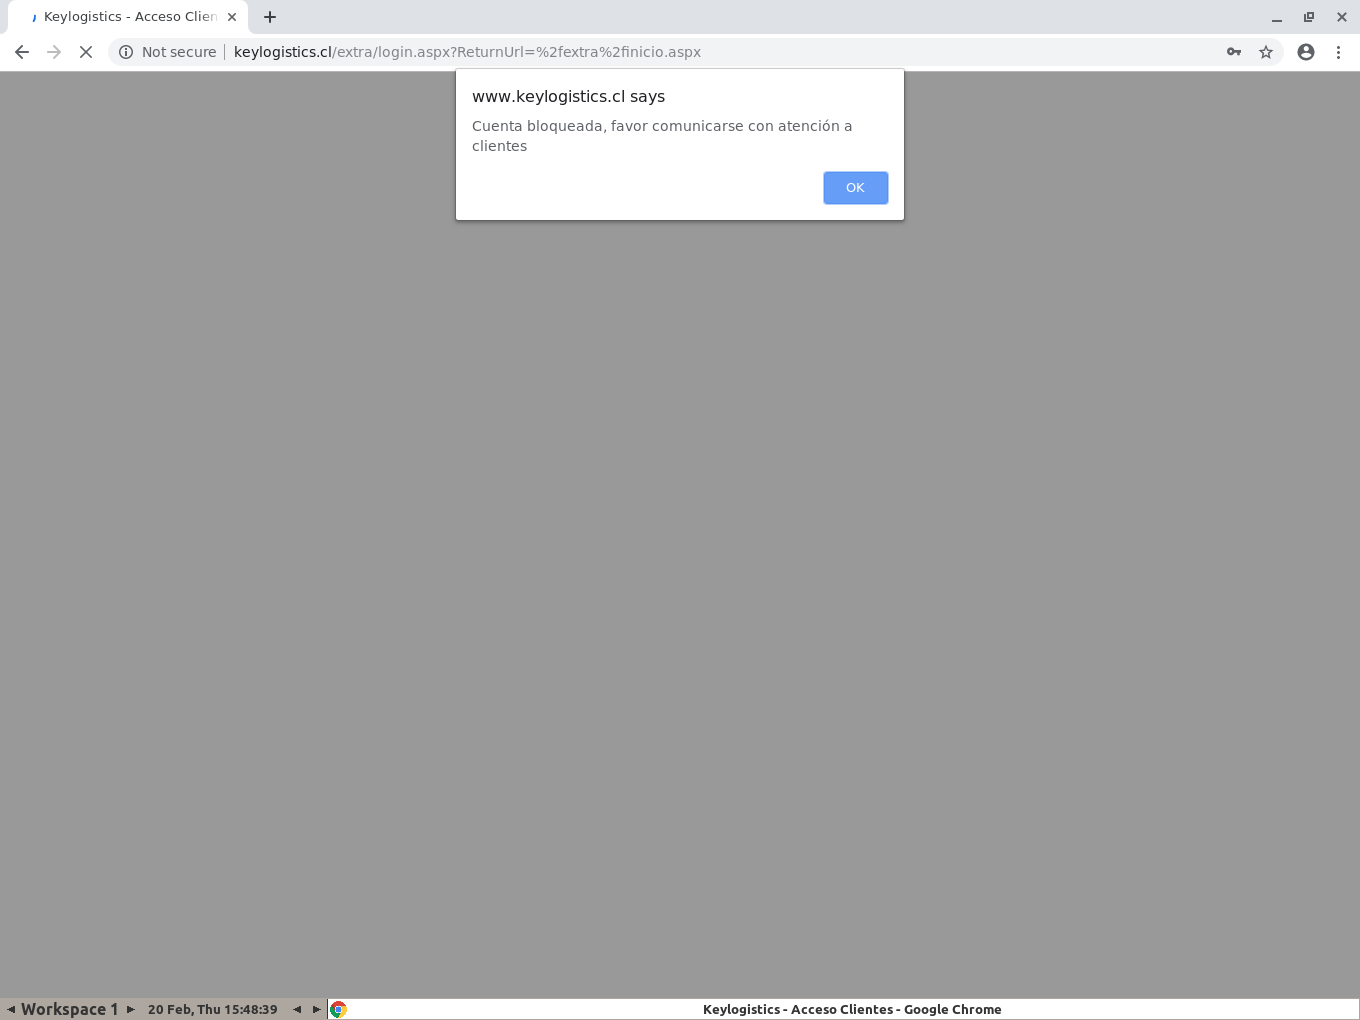 Keylogistics - Acceso Clien
Not secure
keylogistics.cl/extra/login.aspx?ReturnUrl=%2fextra%2finicio.aspx
www.keylogistics.cl says
Cuenta bloqueada, favor comunicarse con atención a
clientes
OK
Workspace 1
20 Feb, Thu 15:48:39
Keylogistics - Acceso Clientes - Google Chrome